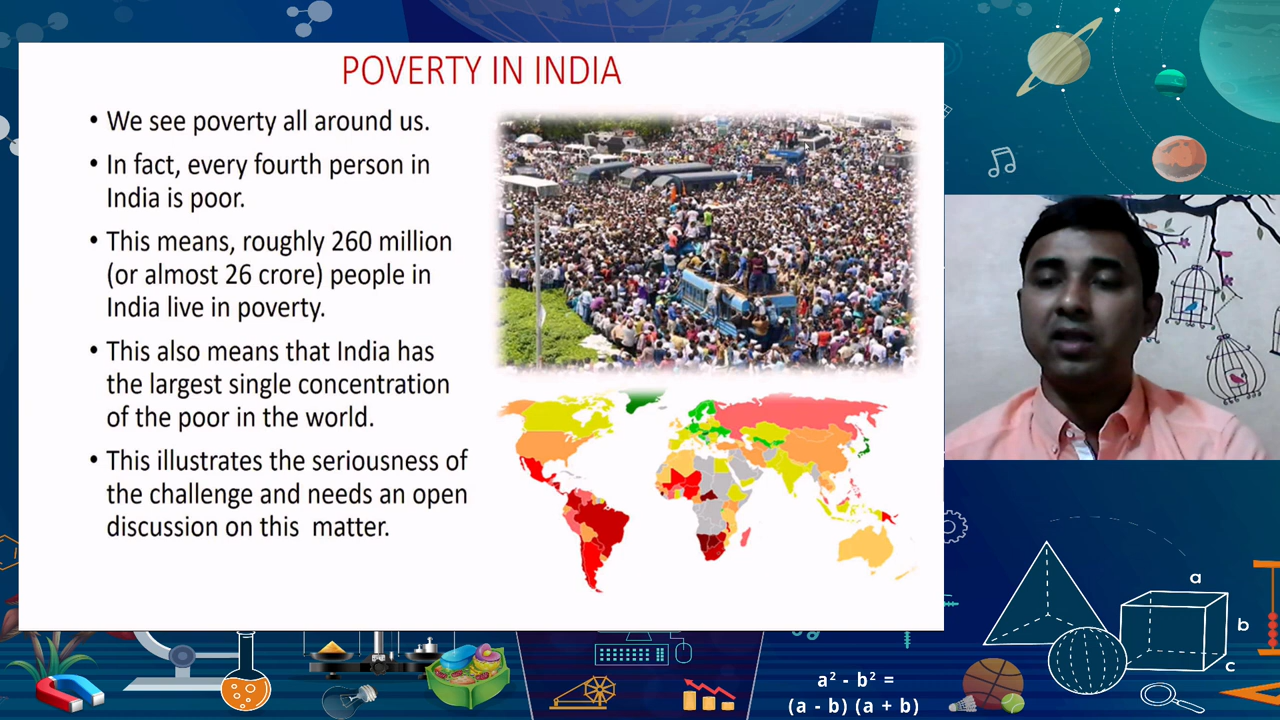 POVERTY IN INDIA
• We see poverty all around us.
• In fact, every fourth person in
India is poor.
• This means, roughly 260 million
(or almost 26 crore) people in
India live in poverty.
• This also means that India has
the largest single concentration
of the poor in the world.
• This illustrates the seriousness of
the challenge and needs an open
discussion on this  matter.
a
b
c
a² - b² =
(a - b) (a + b)